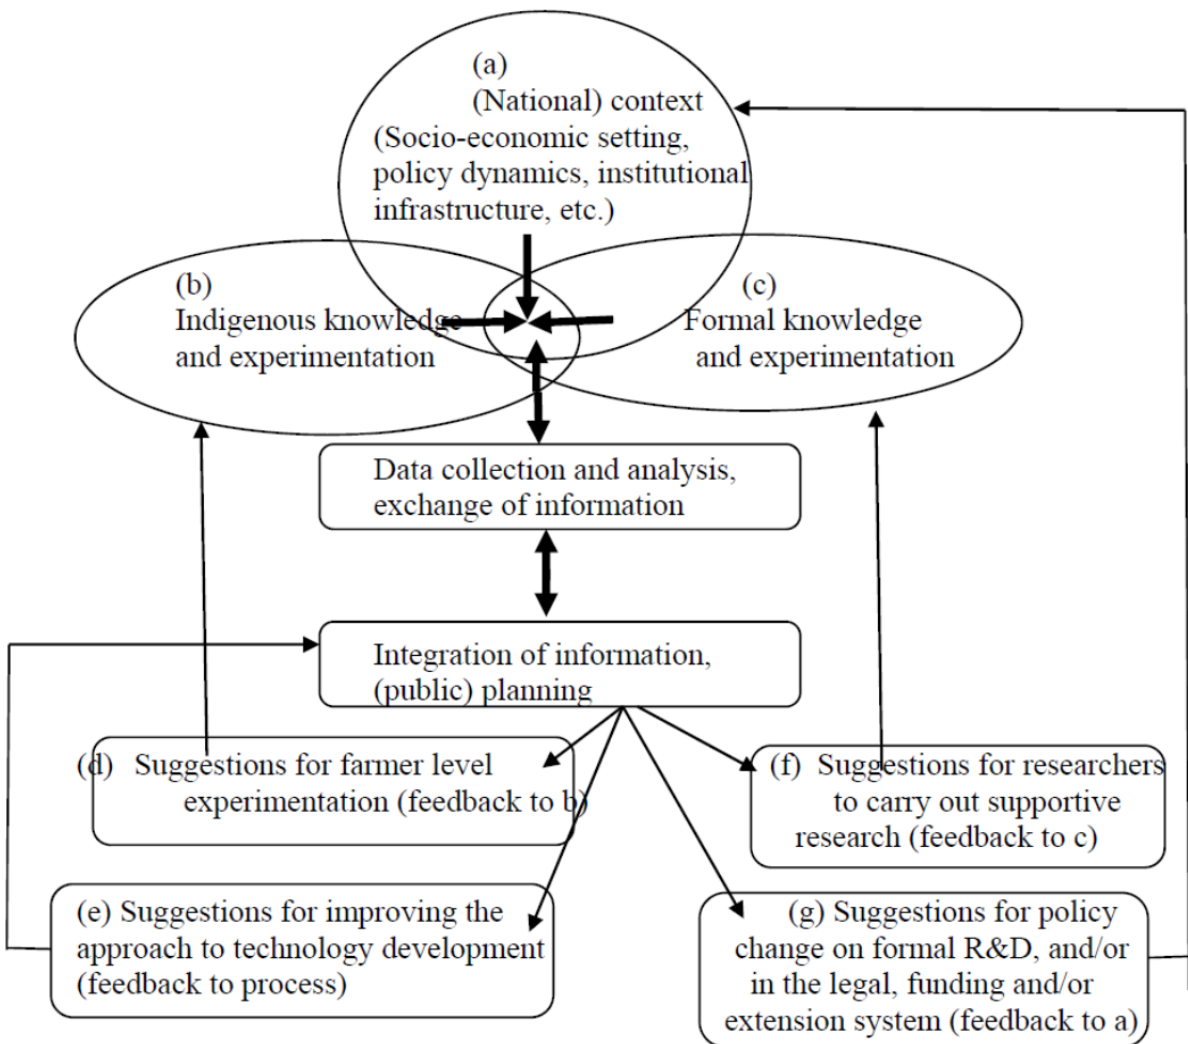 (a)
(National) context
(Socio-economic setting,
policy dynamics, institutional
infrastructure, etc.)
(b)
Indigenous knowledge
and experimentation
(c)
Formal knowledge
and experimentation
Data collection and analysis,
exchange of information
Integration of information,
(public) planning
(d) Suggestions for farmer level
experimentation (feedback to b)
(f) Suggestions for researchers
to carry out supportive
research (feedback to c)
(e) Suggestions for improving the
approach to technology development
(feedback to process)
(g) Suggestions for policy
change on formal R&D, and/or
in the legal, funding and/or
extension system (feedback to a)